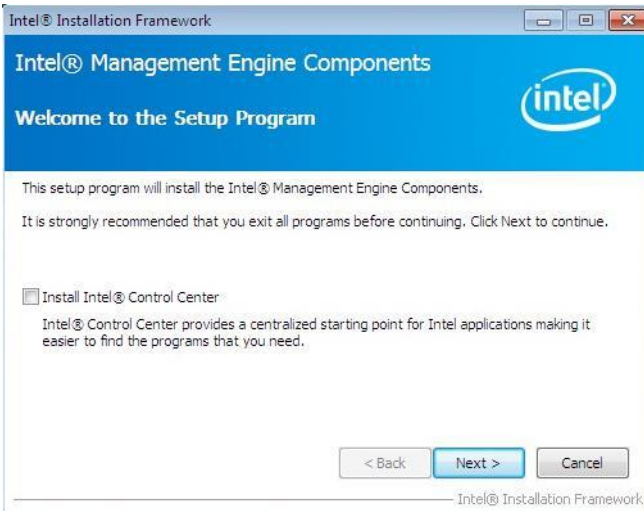 Intel® Installation Framework
Intel® Management Engine Components
Welcome to the Setup Program
intel
This setup program will install the Intel® Management Engine Components.
It is strongly recommended that you exit all programs before continuing. Click Next to continue.
Install Intel® Control Center
Intel® Control Center provides a centralized starting point for Intel applications making it
easier to find the programs that you need.
< Back
Next >
Cancel
Intel® Installation Framework